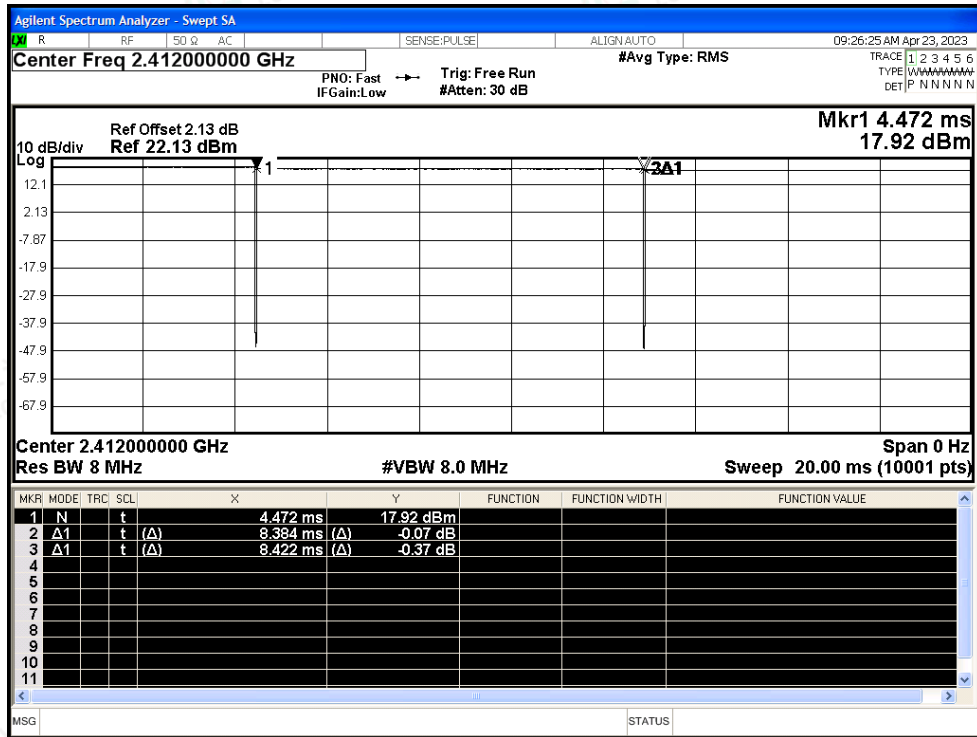 Agilent Spectrum Analyzer - Swept SA
LXI R RF 50 Ω AC SENSE:PULSE ALIGN AUTO 09:26:25 AM Apr 23, 2023
Center Freq 2.412000000 GHz #Avg Type: RMS TRACE 1 2 3 4 5 6
PNO: Fast Trig: Free Run TYPE W
IFGain:Low #Atten: 30 dB DET P N N N N N
Mkr1 4.472 ms
Ref Offset 2.13 dB
10 dB/div Ref 22.13 dBm 17.92 dBm
Log
1 3Δ1
12.1
2.13
-7.87
-17.9
-27.9
-37.9
-47.9
-57.9
-67.9
Center 2.412000000 GHz Span 0 Hz
Res BW 8 MHz #VBW 8.0 MHz Sweep 20.00 ms (10001 pts)
MKR MODE TRC SCL X Y FUNCTION FUNCTION WIDTH FUNCTION VALUE
1 N t 4.472 ms 17.92 dBm
2 Δ1 t (Δ) 8.384 ms (Δ) -0.07 dB
3 Δ1 t (Δ) 8.422 ms (Δ) -0.37 dB
4
5
6
7
8
9
10
11
MSG STATUS